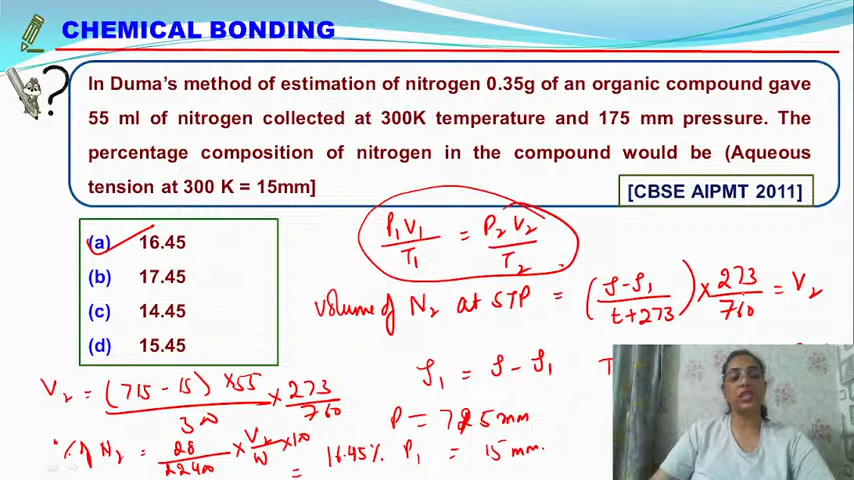 CHEMICAL BONDING
In Duma's method of estimation of nitrogen 0.35g of an organic compound gave
55 ml of nitrogen collected at 300K temperature and 175 mm pressure. The
percentage composition of nitrogen in the compound would be (Aqueous
tension at 300 K = 15mm]
[CBSE AIPMT 2011]
(a) 16.45
(b) 17.45
(c) 14.45
(d) 15.45
P₁V₁/T₁ = P₂V₂/T₂
Volume of N₂ at STP = (P-P₁/t+273) × 273/760 = V₂
P₁ = P - P₁ T
V₂ = (715 - 15) × 55/300 × 273/760
P = 725 mm
% of N₂ = 28/22400 × V₂/W × 100
= 16.45% P₁ = 15 mm.